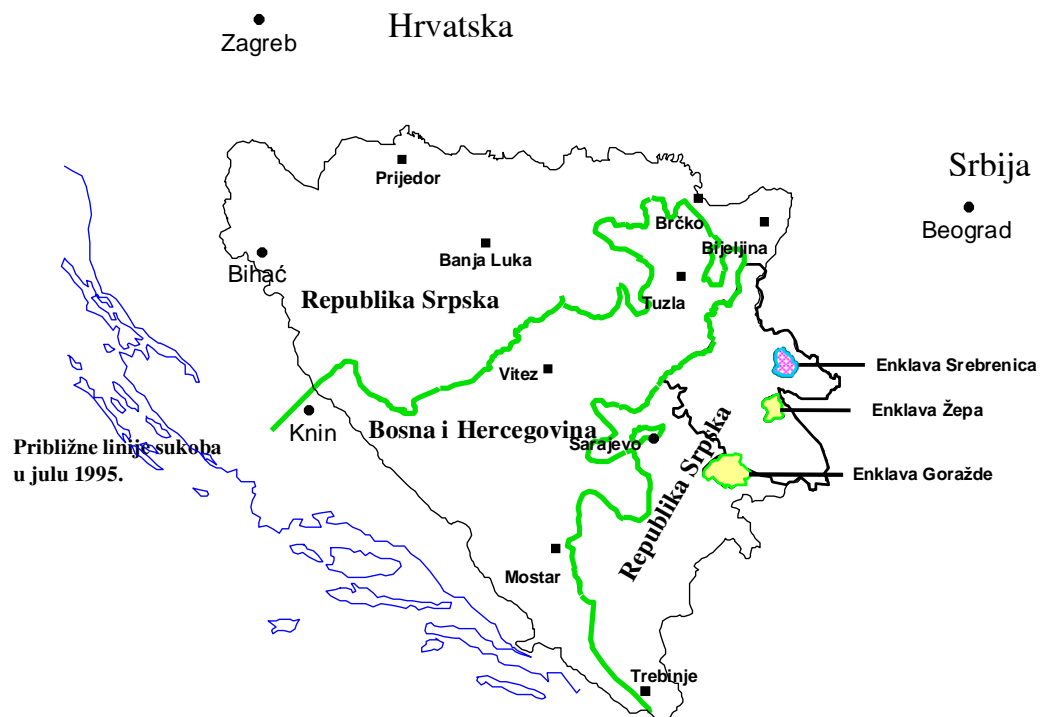 Hrvatska
Zagreb
Srbija
Beograd
Prijedor
Brčko
Bijeljina
Banja Luka
Bihać
Tuzla
Republika Srpska
Enklava Srebrenica
Vitez
Enklava Žepa
Knin
Bosna i Hercegovina
Sarajevo
Približne linije sukoba
u julu 1995.
Republika Srpska
Enklava Goražde
Mostar
Trebinje